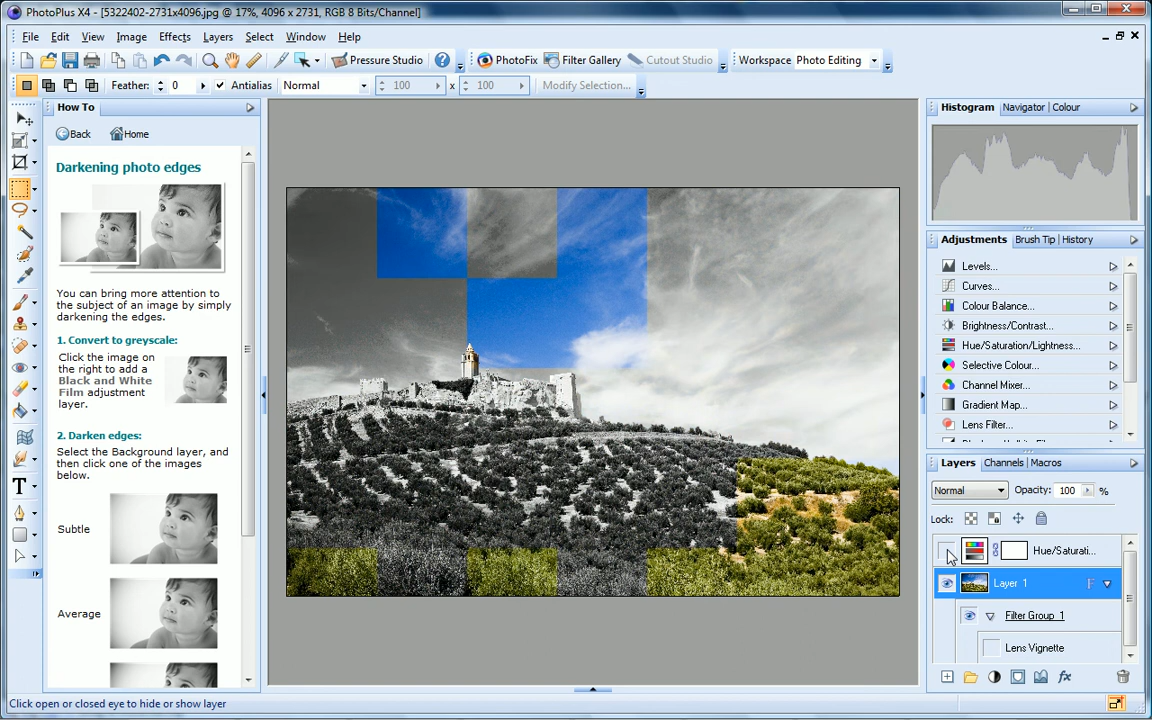 PhotoPlus X4 - [5322402-2731x4096.jpg @ 17%, 4096 x 2731, RGB 8 Bits/Channel]
File Edit View Image Effects Layers Select Window Help
Pressure Studio PhotoFix Filter Gallery Cutout Studio Workspace Photo Editing
Feather: 0 Antialias Normal 100 x 100 Modify Selection...
How To
Back Home
Darkening photo edges
You can bring more attention to
the subject of an image by simply
darkening the edges.
1. Convert to greyscale:
Click the image on
the right to add a
Black and White
Film adjustment
layer.
2. Darken edges:
Select the Background layer, and
then click one of the images
below.
Subtle
Average
Histogram Navigator | Colour
Adjustments Brush Tip | History
Levels...
Curves...
Colour Balance...
Brightness/Contrast...
Hue/Saturation/Lightness...
Selective Colour...
Channel Mixer...
Gradient Map...
Lens Filter...
Layers Channels | Macros
Normal Opacity: 100 %
Lock:
Hue/Saturati...
Layer 1
Filter Group 1
Lens Vignette
Click open or closed eye to hide or show layer